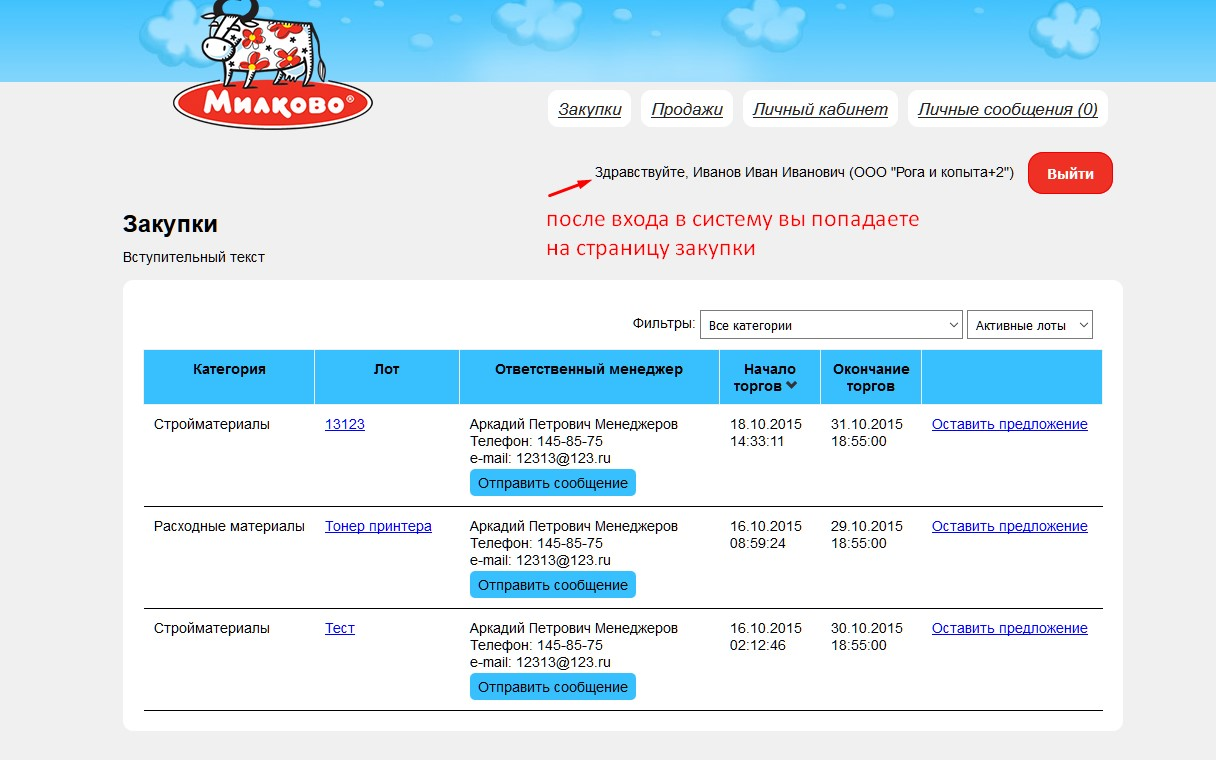 Милково®
Закупки Продажи Личный кабинет Личные сообщения (0)
Здравствуйте, Иванов Иван Иванович (ООО "Рога и копыта+2") Выйти
после входа в систему вы попадаете
на страницу закупки
Закупки
Вступительный текст
Фильтры: Все категории Активные лоты
Категория Лот Ответственный менеджер Начало торгов Окончание торгов
Стройматериалы 13123 Аркадий Петрович Менеджеров 18.10.2015 31.10.2015 Оставить предложение
Телефон: 145-85-75 14:33:11 18:55:00
e-mail: 12313@123.ru
Отправить сообщение
Расходные материалы Тонер принтера Аркадий Петрович Менеджеров 16.10.2015 29.10.2015 Оставить предложение
Телефон: 145-85-75 08:59:24 18:55:00
e-mail: 12313@123.ru
Отправить сообщение
Стройматериалы Тест Аркадий Петрович Менеджеров 16.10.2015 30.10.2015 Оставить предложение
Телефон: 145-85-75 02:12:46 18:55:00
e-mail: 12313@123.ru
Отправить сообщение